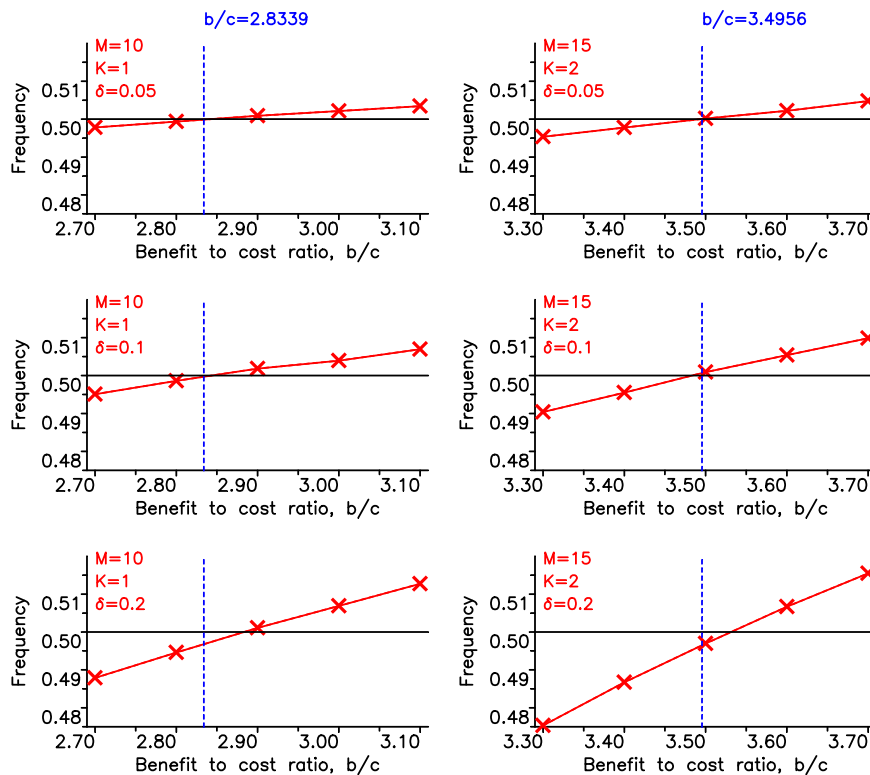 b/c=2.8339
b/c=3.4956
M=10
K=1
δ=0.05
Frequency
0.51
0.50
0.49
0.48
2.70 2.80 2.90 3.00 3.10
Benefit to cost ratio, b/c
M=15
K=2
δ=0.05
Frequency
0.51
0.50
0.49
0.48
3.30 3.40 3.50 3.60 3.70
Benefit to cost ratio, b/c
M=10
K=1
δ=0.1
Frequency
0.51
0.50
0.49
0.48
2.70 2.80 2.90 3.00 3.10
Benefit to cost ratio, b/c
M=15
K=2
δ=0.1
Frequency
0.51
0.50
0.49
0.48
3.30 3.40 3.50 3.60 3.70
Benefit to cost ratio, b/c
M=10
K=1
δ=0.2
Frequency
0.51
0.50
0.49
0.48
2.70 2.80 2.90 3.00 3.10
Benefit to cost ratio, b/c
M=15
K=2
δ=0.2
Frequency
0.51
0.50
0.49
0.48
3.30 3.40 3.50 3.60 3.70
Benefit to cost ratio, b/c